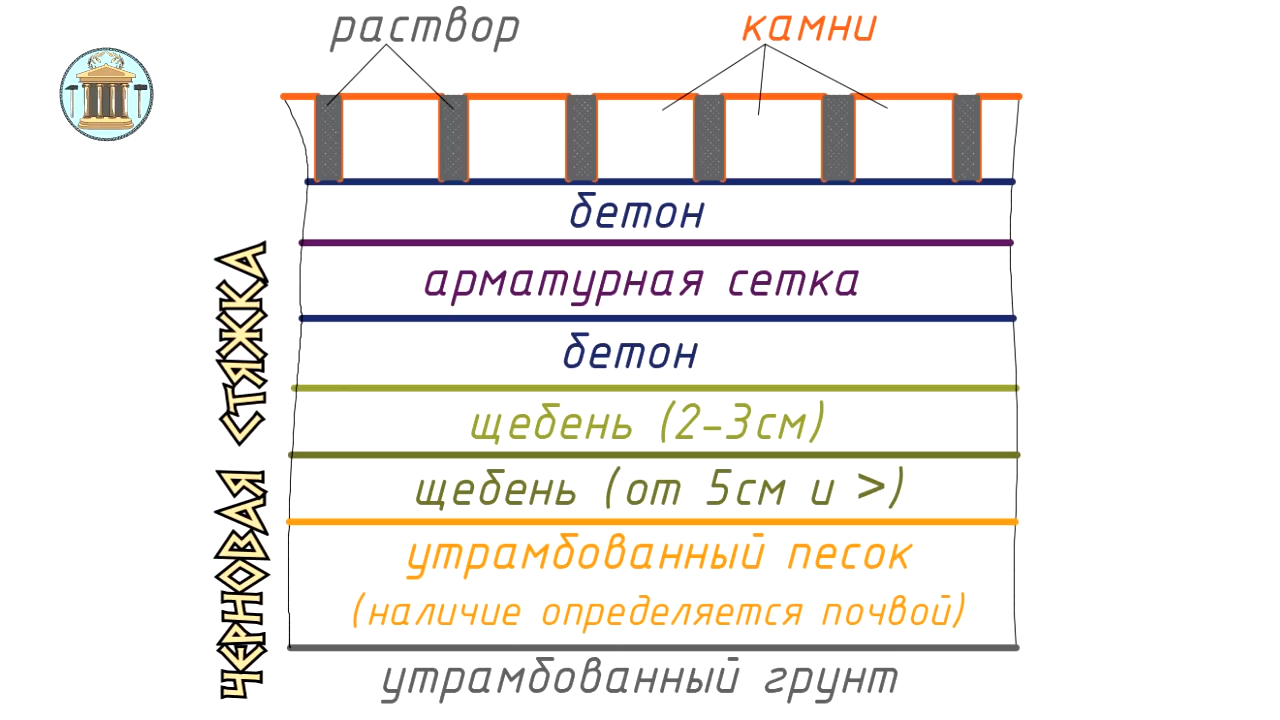 раствор
камни
бетон
арматурная сетка
бетон
щебень (2-3см)
щебень (от 5см и >)
утрамбованный песок
(наличие определяется почвой)
утрамбованный грунт
ЧЕРНОВАЯ СТЯЖКА